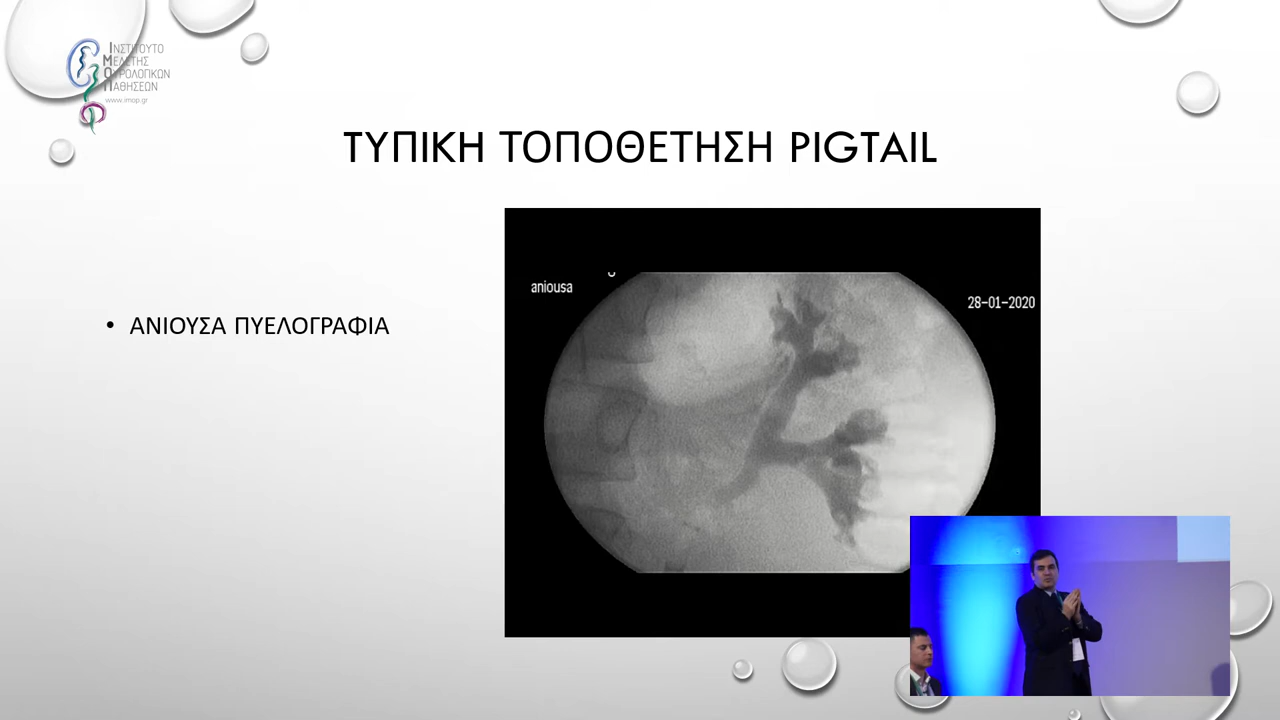 ΙΝΣΤΙΤΟΥΤΟ
ΜΕΛΕΤΗΣ
ΟΥΡΟΛΟΓΙΚΩΝ
ΠΑΘΗΣΕΩΝ
www.imop.gr
ΤΥΠΙΚΗ ΤΟΠΟΘΕΤΗΣΗ PIGTAIL
aniousa
28-01-2020
• ΑΝΙΟΥΣΑ ΠΥΕΛΟΓΡΑΦΙΑ